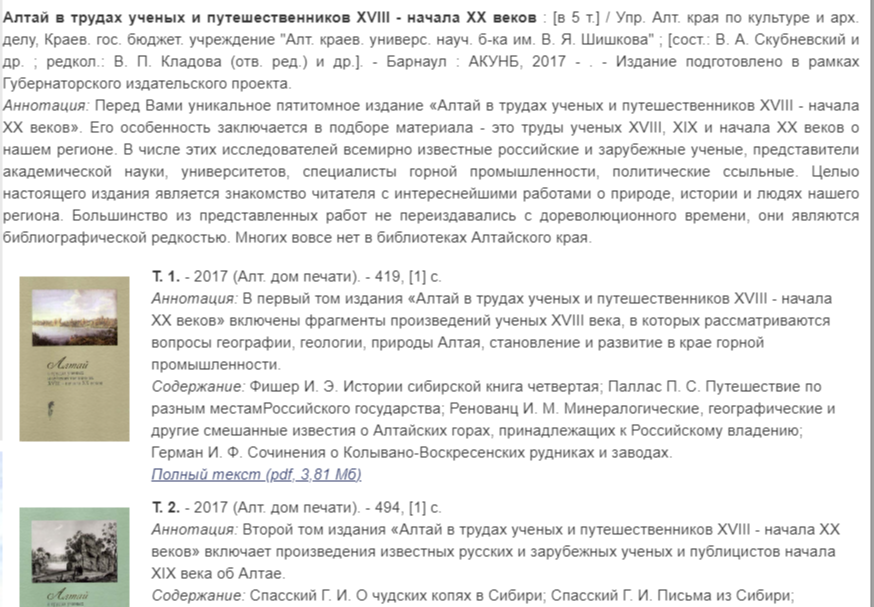 Алтай в трудах ученых и путешественников XVIII - начала XX веков : [в 5 т.] / Упр. Алт. края по культуре и арх.
делу, Краев. гос. бюджет. учреждение "Алт. краев. универс. науч. б-ка им. В. Я. Шишкова" ; [сост.: В. А. Скубневский и
др. ; редкол.: В. П. Кладова (отв. ред.) и др.]. - Барнаул : АКУНБ, 2017 - . - Издание подготовлено в рамках
Губернаторского издательского проекта.
Аннотация: Перед Вами уникальное пятитомное издание «Алтай в трудах ученых и путешественников XVIII - начала
XX веков». Его особенность заключается в подборе материала - это труды ученых XVIII, XIX и начала XX веков о
нашем регионе. В числе этих исследователей всемирно известные российские и зарубежные ученые, представители
академической науки, университетов, специалисты горной промышленности, политические ссыльные. Целью
настоящего издания является знакомство читателя с интереснейшими работами о природе, истории и людях нашего
региона. Большинство из представленных работ не переиздавались с дореволюционного времени, они являются
библиографической редкостью. Многих вовсе нет в библиотеках Алтайского края.
Т. 1. - 2017 (Алт. дом печати). - 419, [1] с.
Аннотация: В первый том издания «Алтай в трудах ученых и путешественников XVIII - начала
XX веков» включены фрагменты произведений ученых XVIII века, в которых рассматриваются
вопросы географии, геологии, природы Алтая, становление и развитие в крае горной
промышленности.
Содержание: Фишер И. Э. Истории сибирской книга четвертая; Паллас П. С. Путешествие по
разным местамРоссийского государства; Ренованц И. М. Минералогические, географические и
другие смешанные известия о Алтайских горах, принадлежащих к Российскому владению;
Герман И. Ф. Сочинения о Колывано-Воскресенских рудниках и заводах.
Полный текст (pdf, 3,81 Мб)
Алтай
Т. 2. - 2017 (Алт. дом печати). - 494, [1] с.
Аннотация: Второй том издания «Алтай в трудах ученых и путешественников XVIII - начала XX
веков» включает произведения известных русских и зарубежных ученых и публицистов начала
XIX века об Алтае.
Содержание: Спасский Г. И. О чудских копях в Сибири; Спасский Г. И. Письма из Сибири;
Алтай